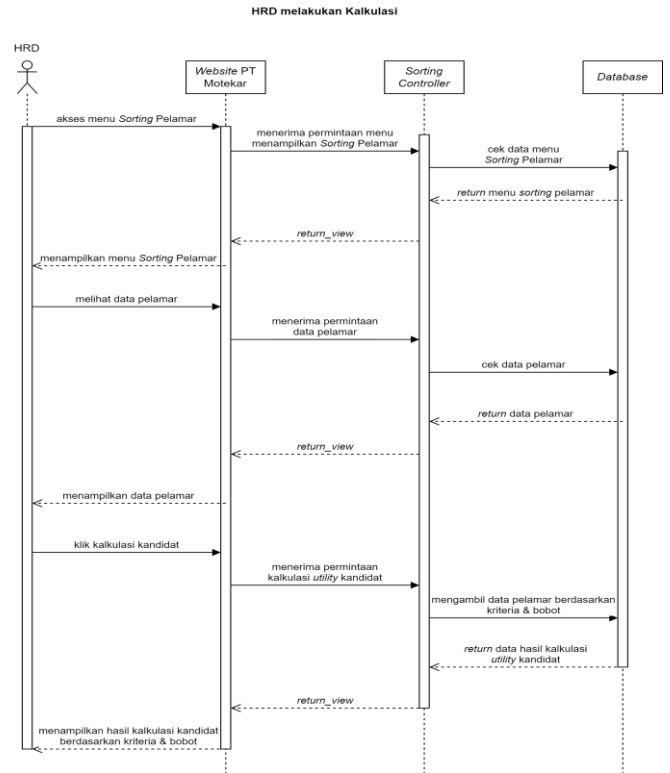 HRD melakukan Kalkulasi
HRD
Website PT
Motekar
Sorting
Controller
Database
akses menu Sorting Pelamar
menerima permintaan menu
menampilkan Sorting Pelamar
cek data menu
Sorting Pelamar
return menu sorting pelamar
return_view
menampilkan menu Sorting Pelamar
melihat data pelamar
menerima permintaan
data pelamar
cek data pelamar
return data pelamar
return_view
menampilkan data pelamar
klik kalkulasi kandidat
menerima permintaan
kalkulasi utility kandidat
mengambil data pelamar berdasarkan
kriteria & bobot
return data hasil kalkulasi
utility kandidat
return_view
menampilkan hasil kalkulasi kandidat
berdasarkan kriteria & bobot